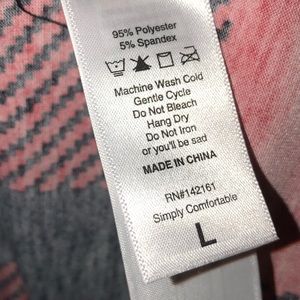 95% Polyester
5% Spandex
Machine Wash Cold
Gentle Cycle
Do Not Bleach
Hang Dry
Do Not Iron
or you'll be sad
MADE IN CHINA
RN#142161
Simply Comfortable
L